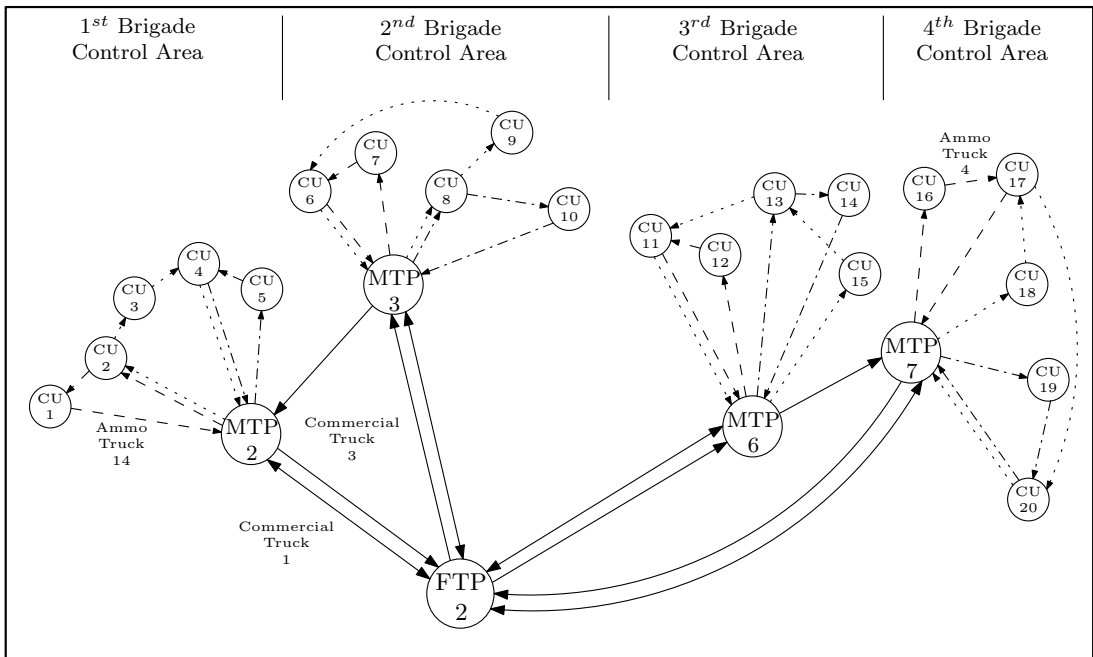 1st Brigade
Control Area
2nd Brigade
Control Area
3rd Brigade
Control Area
4th Brigade
Control Area
CU
1
CU
2
CU
3
CU
4
CU
5
MTP
2
Ammo
Truck
14
CU
6
CU
7
CU
8
CU
9
CU
10
MTP
3
Commercial
Truck
3
Commercial
Truck
1
FTP
2
CU
11
CU
12
CU
13
CU
14
CU
15
MTP
6
CU
16
Ammo
Truck
4
CU
17
CU
18
MTP
7
CU
19
CU
20